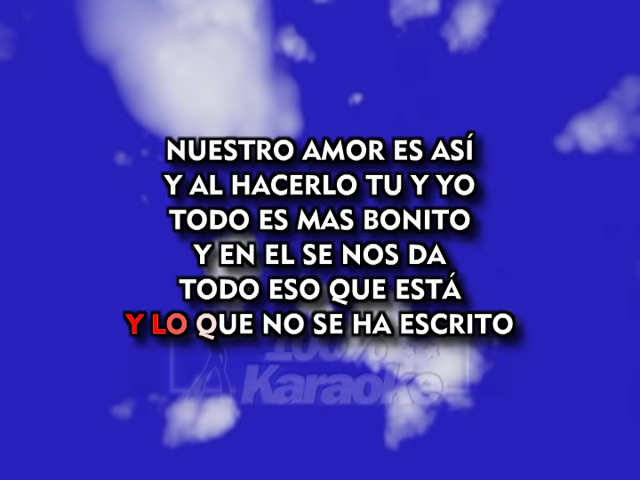 NUESTRO AMOR ES ASÍ
Y AL HACERLO TU Y YO
TODO ES MAS BONITO
Y EN EL SE NOS DA
TODO ESO QUE ESTÁ
Y LO QUE NO SE HA ESCRITO
100%
Karaoke